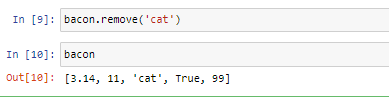 In [9]: bacon.remove('cat')
In [10]: bacon
Out[10]: [3.14, 11, 'cat', True, 99]